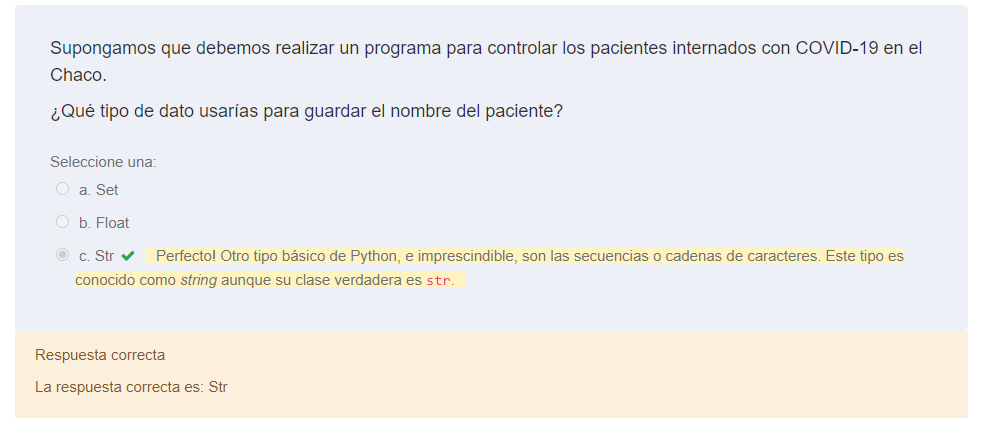 Supongamos que debemos realizar un programa para controlar los pacientes internados con COVID-19 en el
Chaco.
¿Qué tipo de dato usarías para guardar el nombre del paciente?
Seleccione una:
a. Set
b. Float
c. Str Perfecto! Otro tipo básico de Python, e imprescindible, son las secuencias o cadenas de caracteres. Este tipo es
conocido como string aunque su clase verdadera es str.
Respuesta correcta
La respuesta correcta es: Str